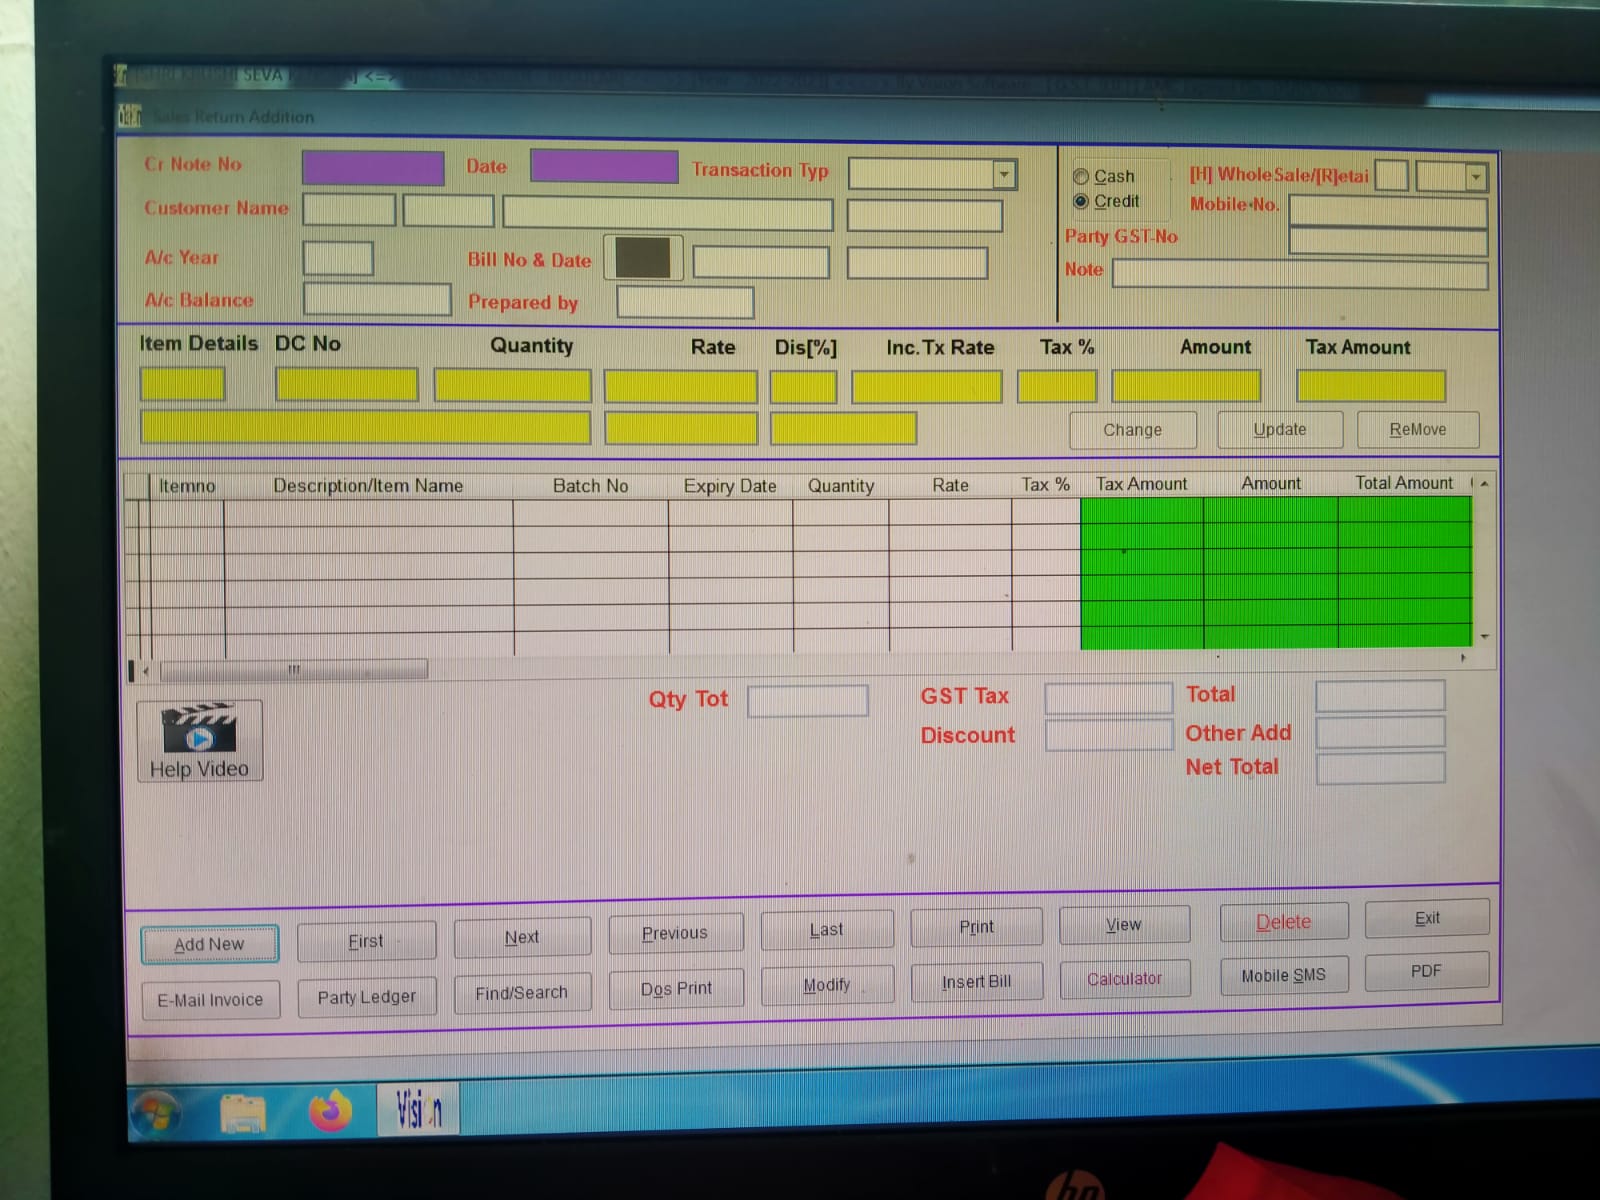 SHRI KRUSHI SEVA
Sales Return Addition
Cr Note No Date Transaction Typ Cash [H] WholeSale/[R]etai
Customer Name Credit Mobile No.
A/c Year Bill No & Date Party GST No
A/c Balance Prepared by Note
Item Details DC No Quantity Rate Dis[%] Inc.Tx Rate Tax % Amount Tax Amount
Change Update ReMove
Itemno Description/Item Name Batch No Expiry Date Quantity Rate Tax % Tax Amount Amount Total Amount
Qty Tot GST Tax Total
Discount Other Add
Help Video Net Total
Add New First Next Previous Last Print View Delete Exit
E-Mail Invoice Party Ledger Find/Search Dos Print Modify Insert Bill Calculator Mobile SMS PDF
Vision
hp